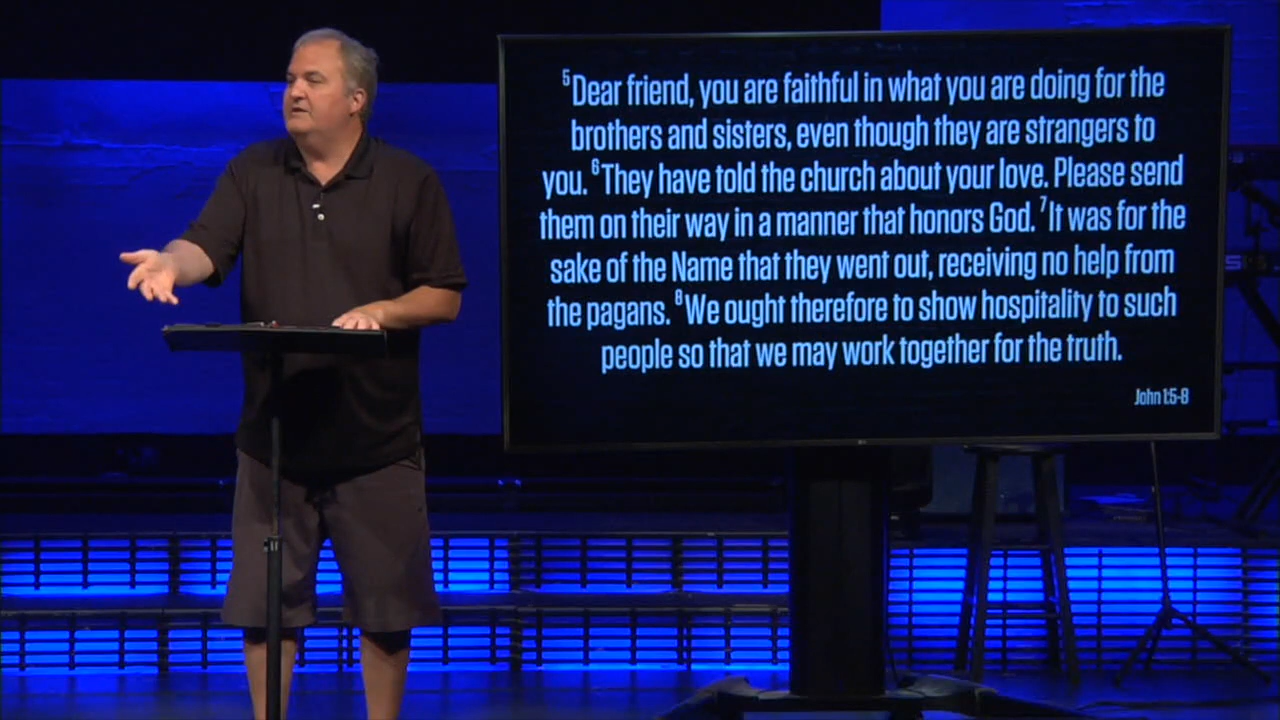 ⁵Dear friend, you are faithful in what you are doing for the
brothers and sisters, even though they are strangers to
you. ⁶They have told the church about your love. Please send
them on their way in a manner that honors God. ⁷It was for the
sake of the Name that they went out, receiving no help from
the pagans. ⁸We ought therefore to show hospitality to such
people so that we may work together for the truth.
John 1:5-8